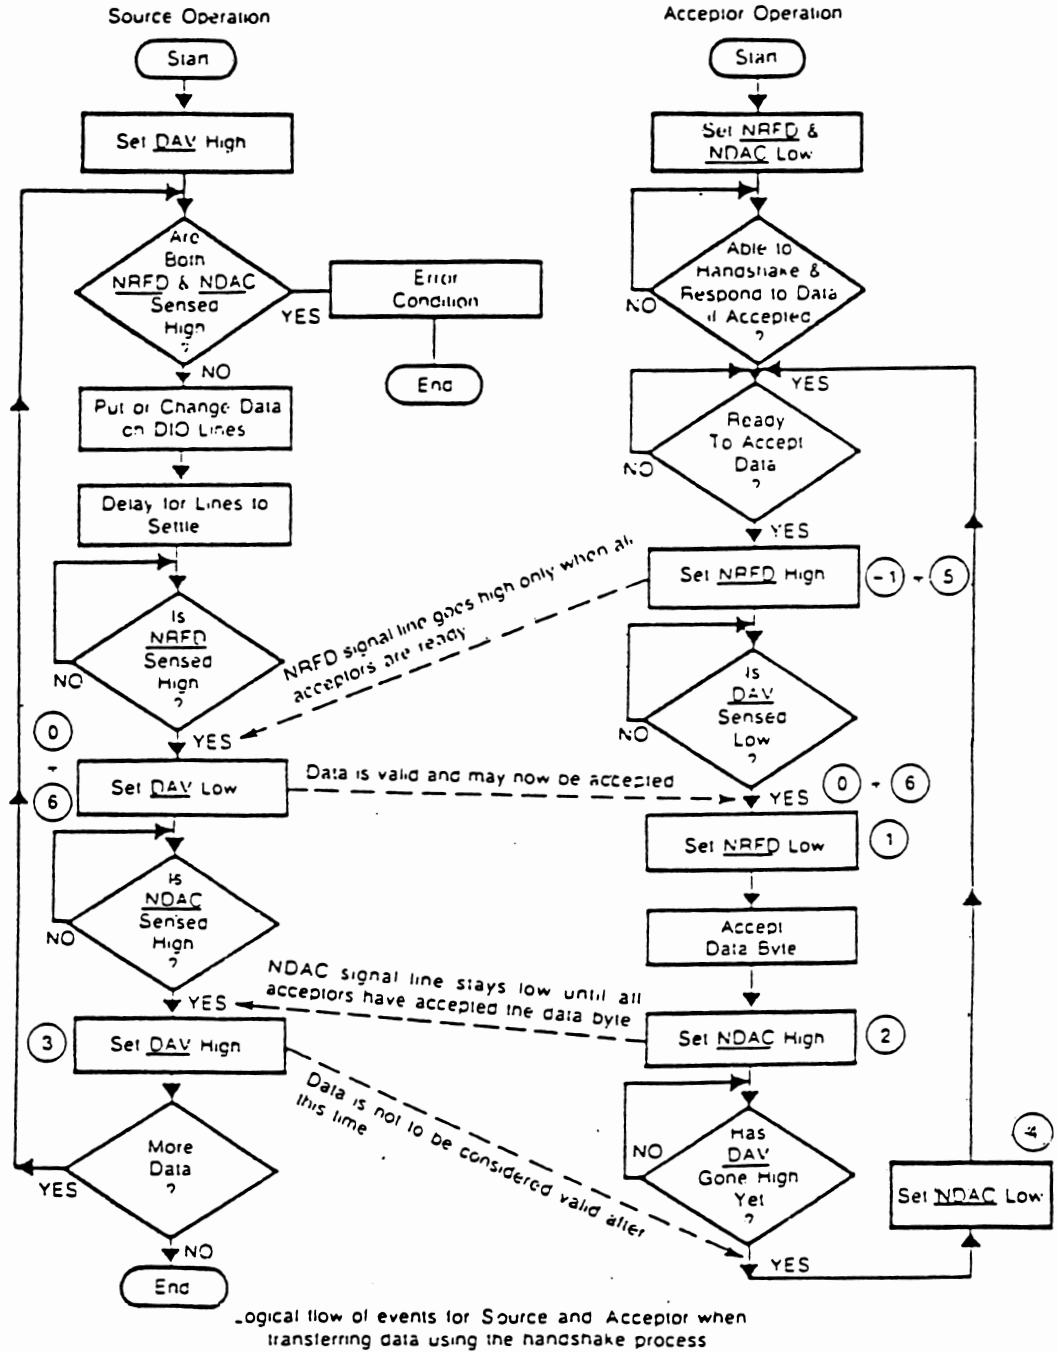 Source Operation
Start
Set DAV High
Are
Both
NRFD & NDAC
Sensed
High
?
YES
Error
Condition
End
NO
Put or Change Data
on DIO Lines
Delay for Lines to
Settle
Is
NRFD
Sensed
High
?
NO
YES
0
-
6
Set DAV Low
Is
NDAC
Sensed
High
?
NO
YES
3
Set DAV High
More
Data
?
YES
NO
End
NRFD signal line goes high only when all
acceptors are ready
Data is valid and may now be accepted
NDAC signal line stays low until all
acceptors have accepted the data byte
Data is not to be considered valid after
this time
Acceptor Operation
Start
Set NRFD &
NDAC Low
Able to
Handshake &
Respond to Data
if Accepted
?
NO
YES
Ready
To Accept
Data
?
NO
YES
Set NRFD High
-1 - 5
Is
DAV
Sensed
Low
?
NO
YES
0 - 6
Set NRFD Low
1
Accept
Data Byte
Set NDAC High
2
Has
DAV
Gone High
Yet
?
NO
YES
4
Set NDAC Low
Logical flow of events for Source and Acceptor when
transferring data using the handshake process